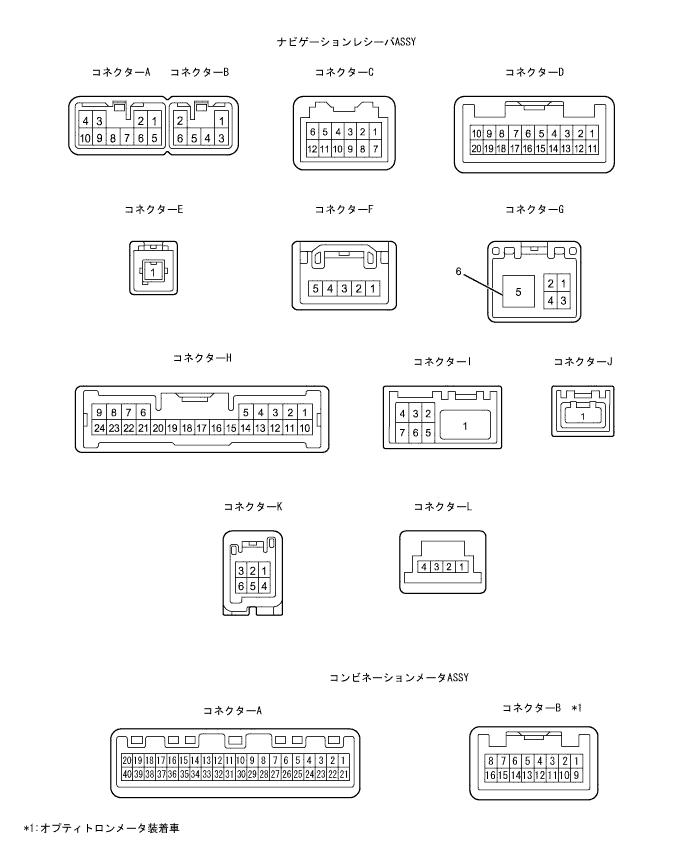 ナビゲーションレシーバASSY
コネクターA コネクターB コネクターC コネクターD
4 3 2 1 2 1
10 9 8 7 6 5 6 5 4 3
6 5 4 3 2 1
12 11 10 9 8 7
10 9 8 7 6 5 4 3 2 1
20 19 18 17 16 15 14 13 12 11
コネクターE コネクターF コネクターG
1
5 4 3 2 1
6
5
2 1
4 3
コネクターH コネクターI コネクターJ
9 8 7 6 5 4 3 2 1
24 23 22 21 20 19 18 17 16 15 14 13 12 11 10
4 3 2
7 6 5
1
1
コネクターK コネクターL
3 2 1
6 5 4
4 3 2 1
コンビネーションメータASSY
コネクターA コネクターB *1
20 19 18 17 16 15 14 13 12 11 10 9 8 7 6 5 4 3 2 1
40 39 38 37 36 35 34 33 32 31 30 29 28 27 26 25 24 23 22 21
8 7 6 5 4 3 2 1
16 15 14 13 12 11 10 9
*1:オプティトロンメータ装着車